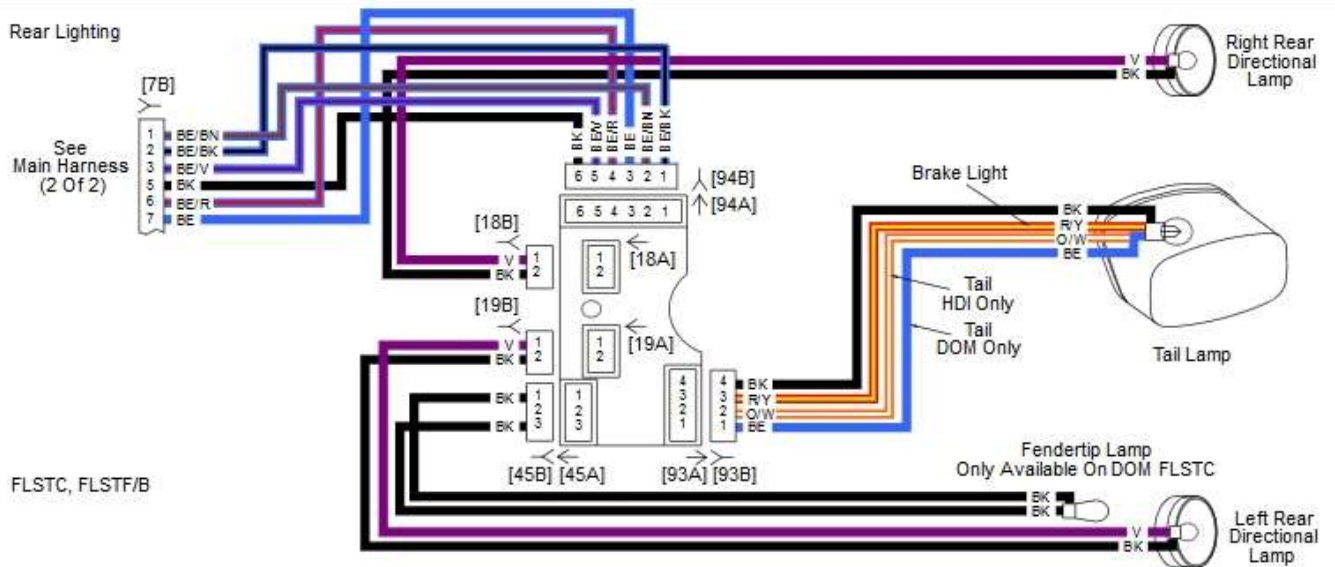 Rear Lighting
[7B]
1 BE/BN
2 BE/BK
3 BE/V
5 BK
6 BE/R
7 BE
See
Main Harness
(2 Of 2)
BK BE/V BE/R BE BE/BN BE/BK
6 5 4 3 2 1
[94B]
6 5 4 3 2 1
[94A]
V
BK
Right Rear
Directional
Lamp
[18B]
V 1
BK 2
1
2
[18A]
[19B]
V 1
BK 2
1
2
[19A]
BK 1
2
BK 3
1
2
3
[45B] [45A]
4
3
2
1
4 BK
3 R/Y
2 O/W
1 BE
[93A] [93B]
Brake Light
BK
R/Y
O/W
BE
Tail
HDI Only
Tail
DOM Only
Tail Lamp
Fendertip Lamp
Only Available On DOM FLSTC
BK
BK
FLSTC, FLSTF/B
V
BK
Left Rear
Directional
Lamp